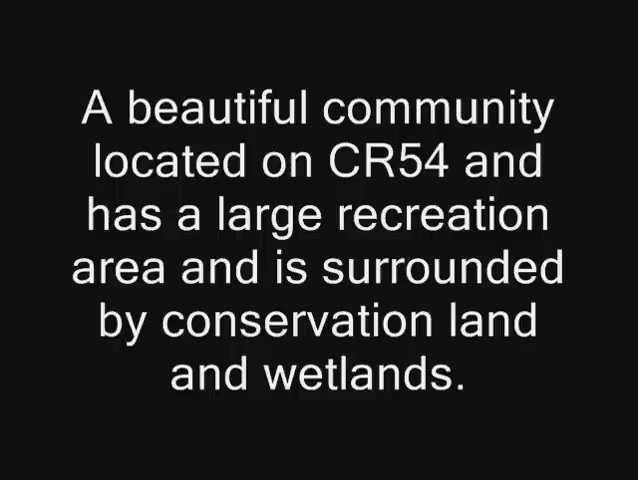 A beautiful community
located on CR54 and
has a large recreation
area and is surrounded
by conservation land
and wetlands.